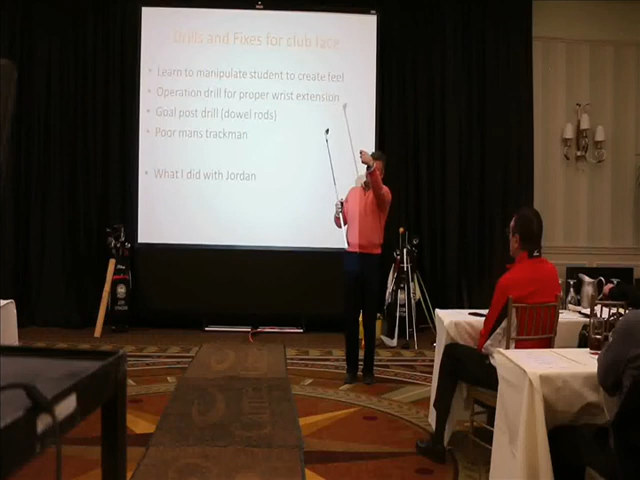 Drills and Fixes for club face
• Learn to manipulate student to create feel
• Operation drill for proper wrist extension
• Goal post drill (dowel rods)
• Poor mans trackman
• What I did with Jordan